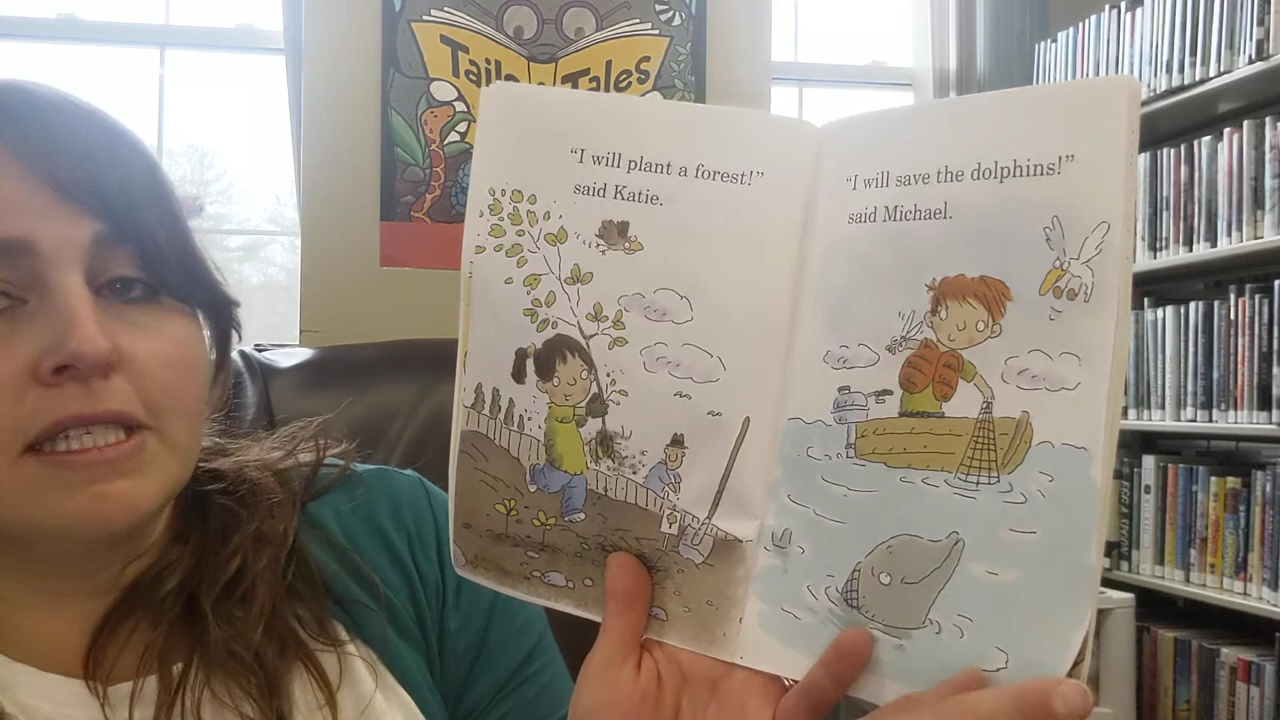 Tails Tales
"I will plant a forest!"
said Katie.
"I will save the dolphins!"
said Michael.